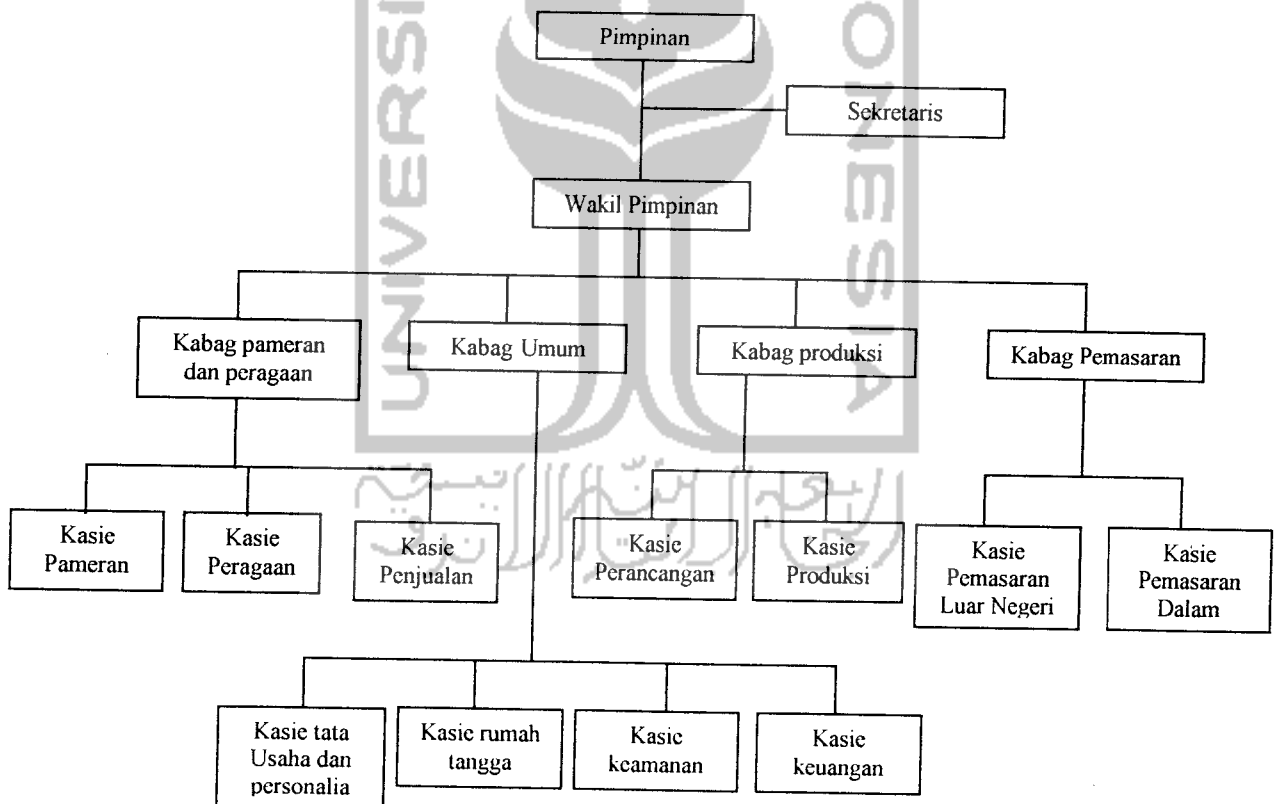 Pimpinan
Sekretaris
Wakil Pimpinan
Kabag pameran
dan peragaan
Kabag Umum
Kabag produksi
Kabag Pemasaran
Kasie
Pameran
Kasie
Peragaan
Kasie
Penjualan
Kasie
Perancangan
Kasie
Produksi
Kasie
Pemasaran
Luar Negeri
Kasie
Pemasaran
Dalam
Kasie tata
Usaha dan
personalia
Kasie rumah
tangga
Kasie
keamanan
Kasie
keuangan
UNIVERSI
ONESIA